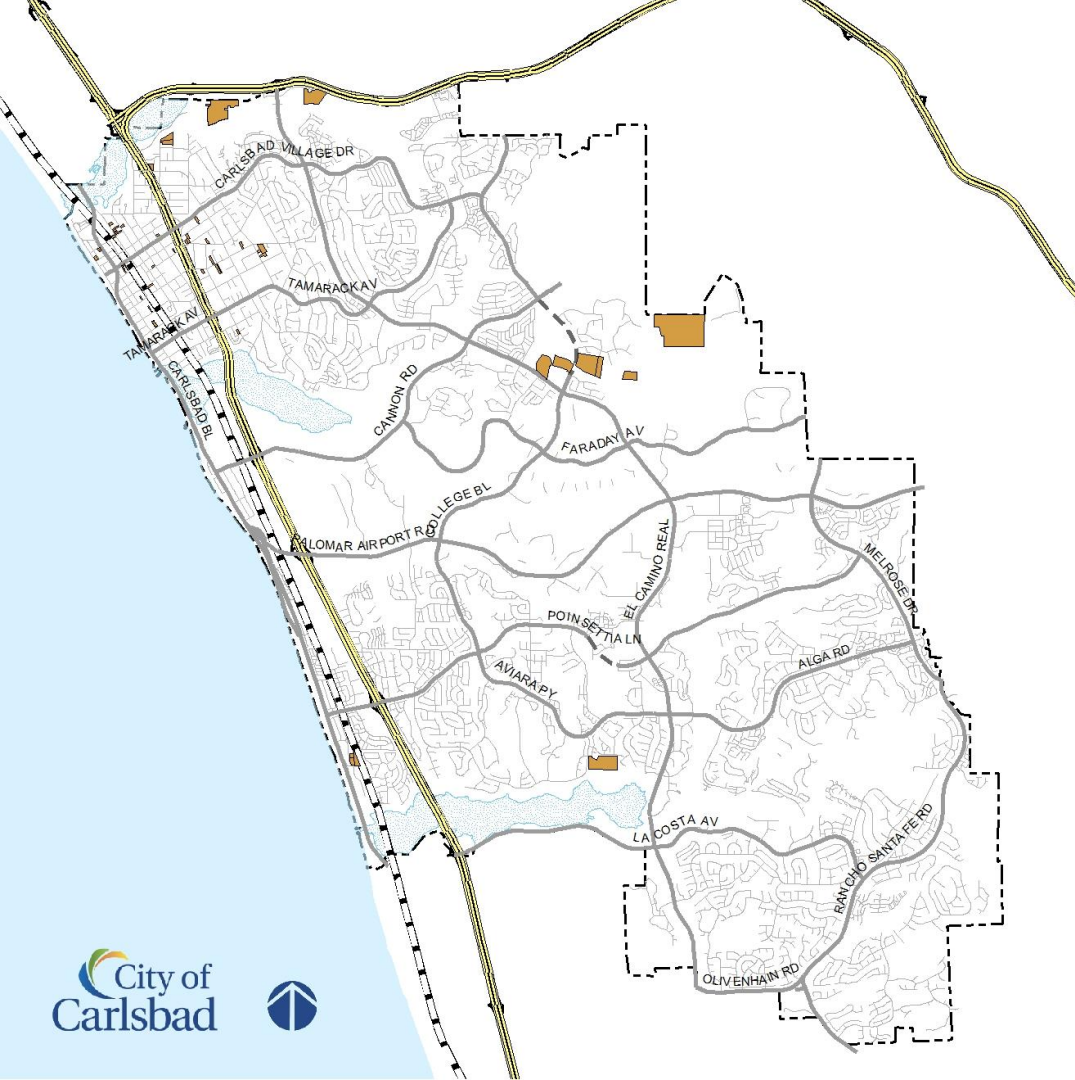 CARLSBAD VILLAGE DR
TAMARACK AV
TAMARACK AV
CARLSBAD BL
CANNON RD
FARADAY AV
COLLEGE BL
PALOMAR AIRPORT RD
EL CAMINO REAL
MELROSE DR
POINSETTIA LN
ALGA RD
AVIARA PY
LA COSTA AV
RANCHO SANTA FE RD
OLIVENHAIN RD
City of
Carlsbad